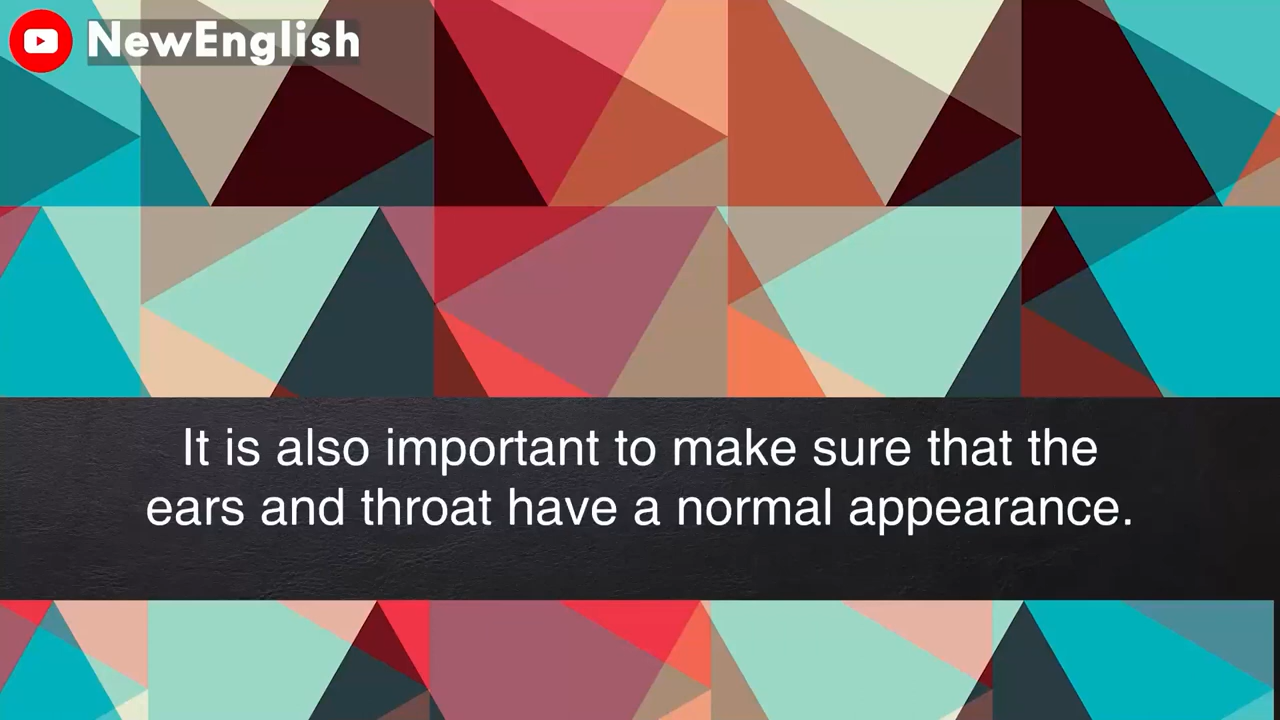 NewEnglish
It is also important to make sure that the
ears and throat have a normal appearance.